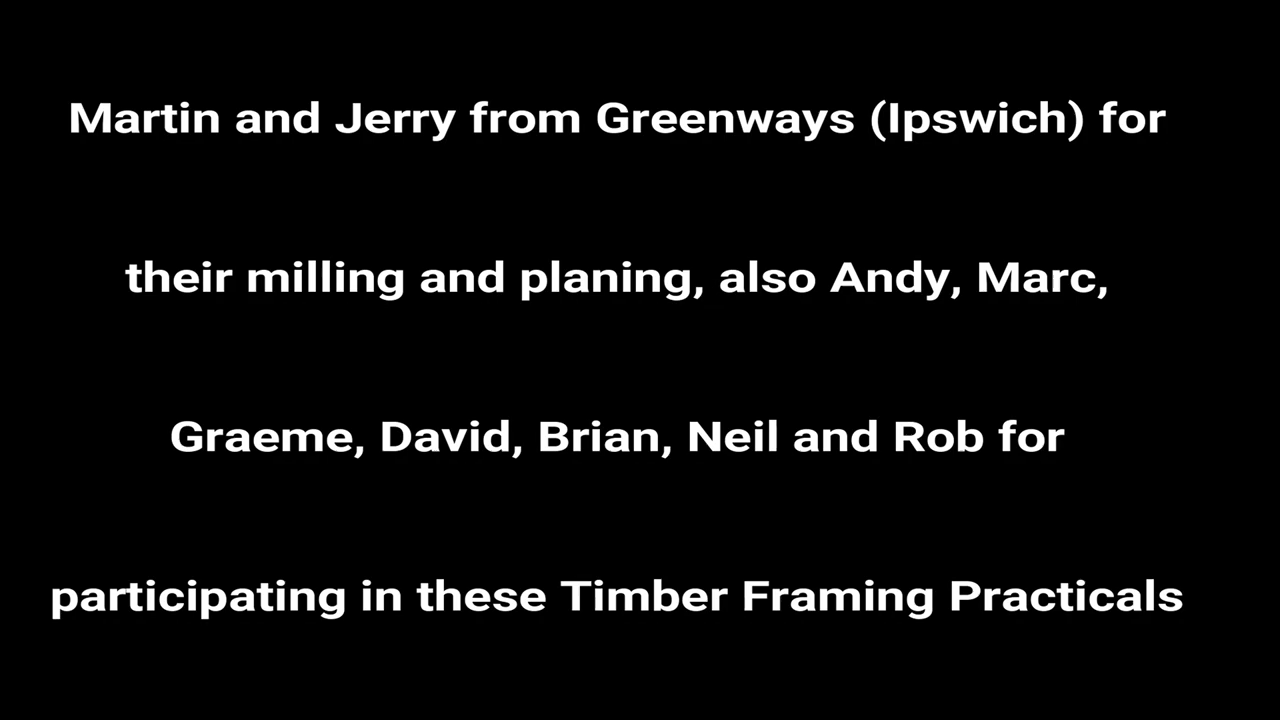 Martin and Jerry from Greenways (Ipswich) for
their milling and planing, also Andy, Marc,
Graeme, David, Brian, Neil and Rob for
participating in these Timber Framing Practicals